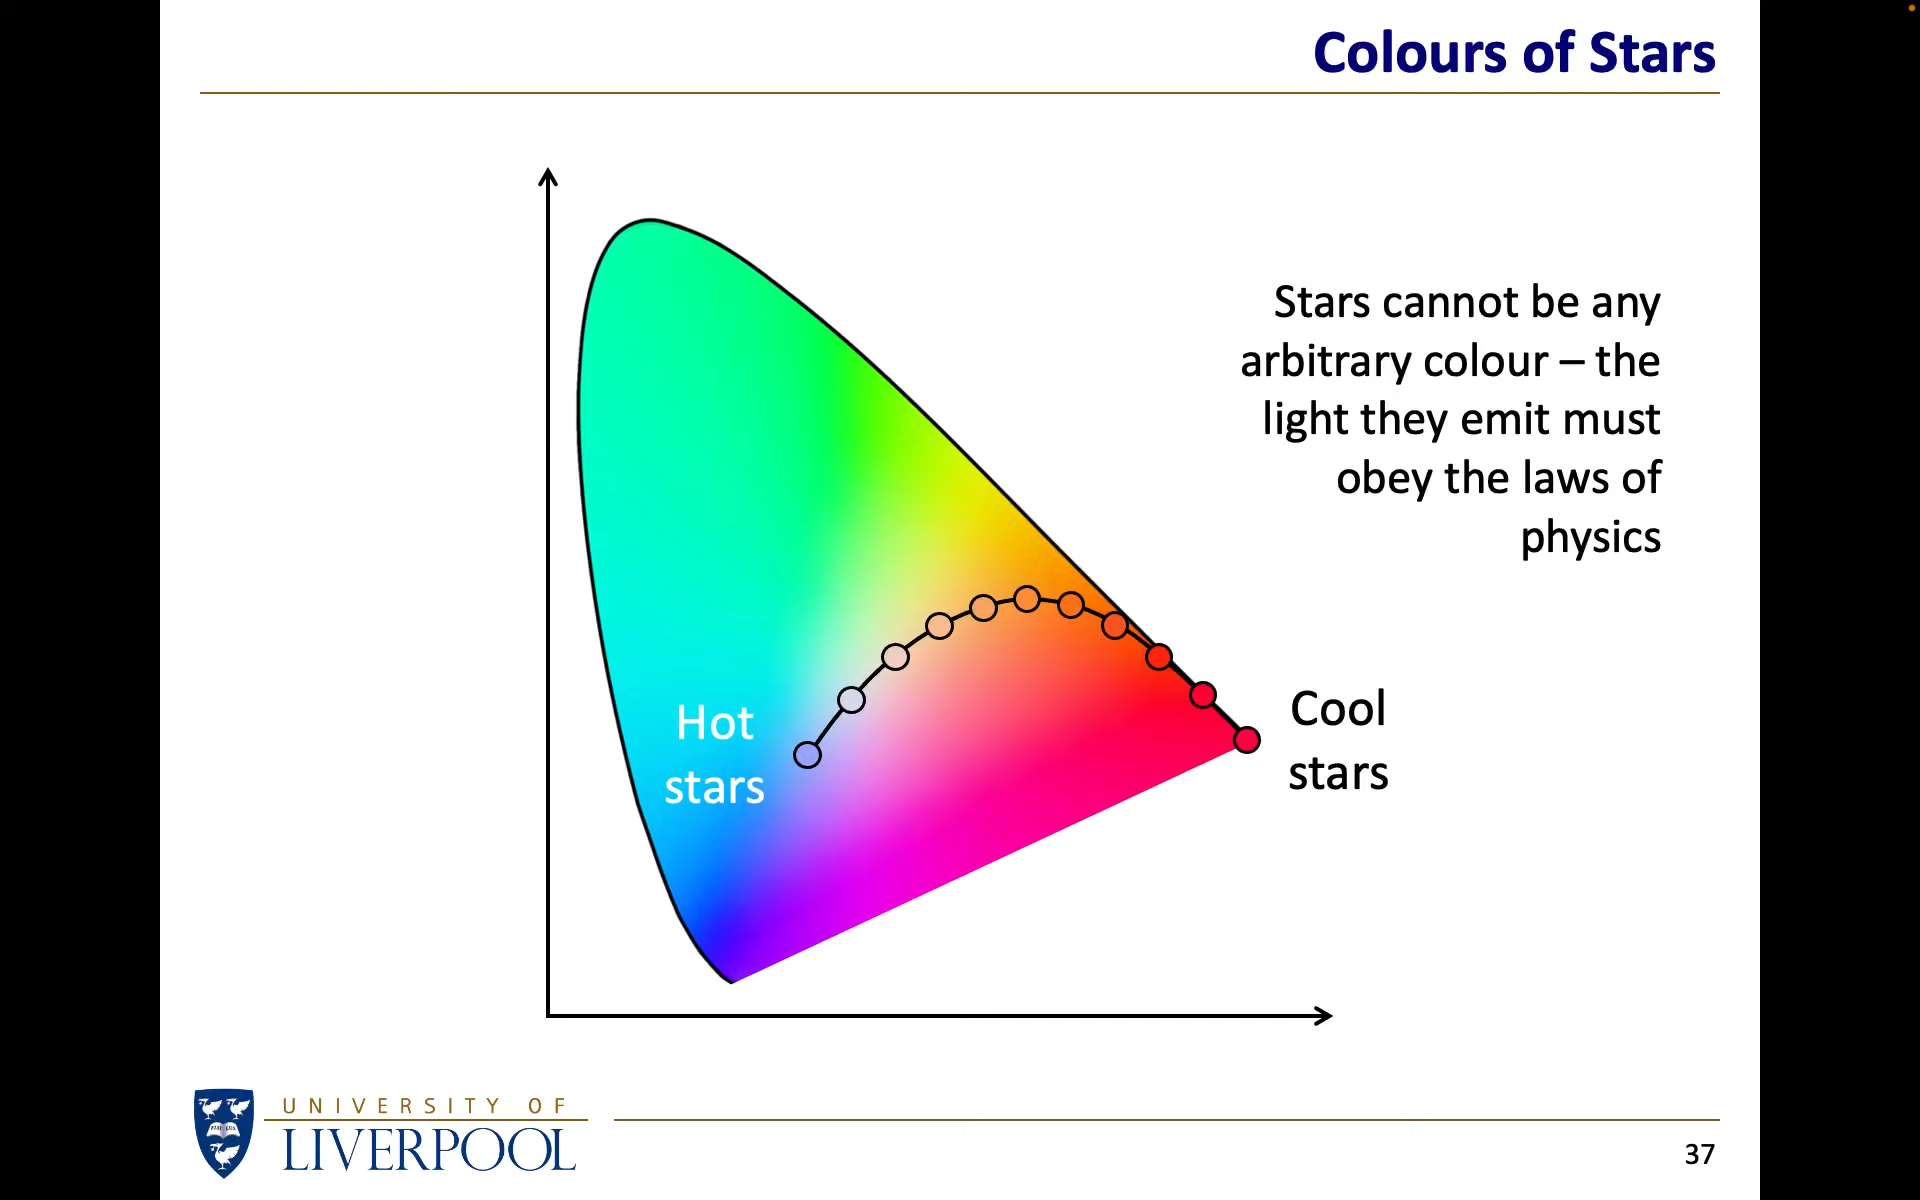 Colours of Stars
Stars cannot be any
arbitrary colour – the
light they emit must
obey the laws of
physics
Hot
stars
Cool
stars
UNIVERSITY OF
LIVERPOOL
37